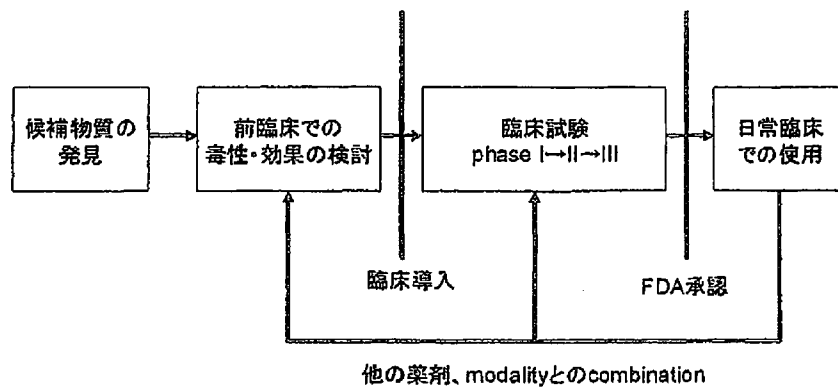 候補物質の
発見
前臨床での
毒性・効果の検討
臨床試験
phase I→II→III
日常臨床
での使用
臨床導入
FDA承認
他の薬剤、modalityとのcombination